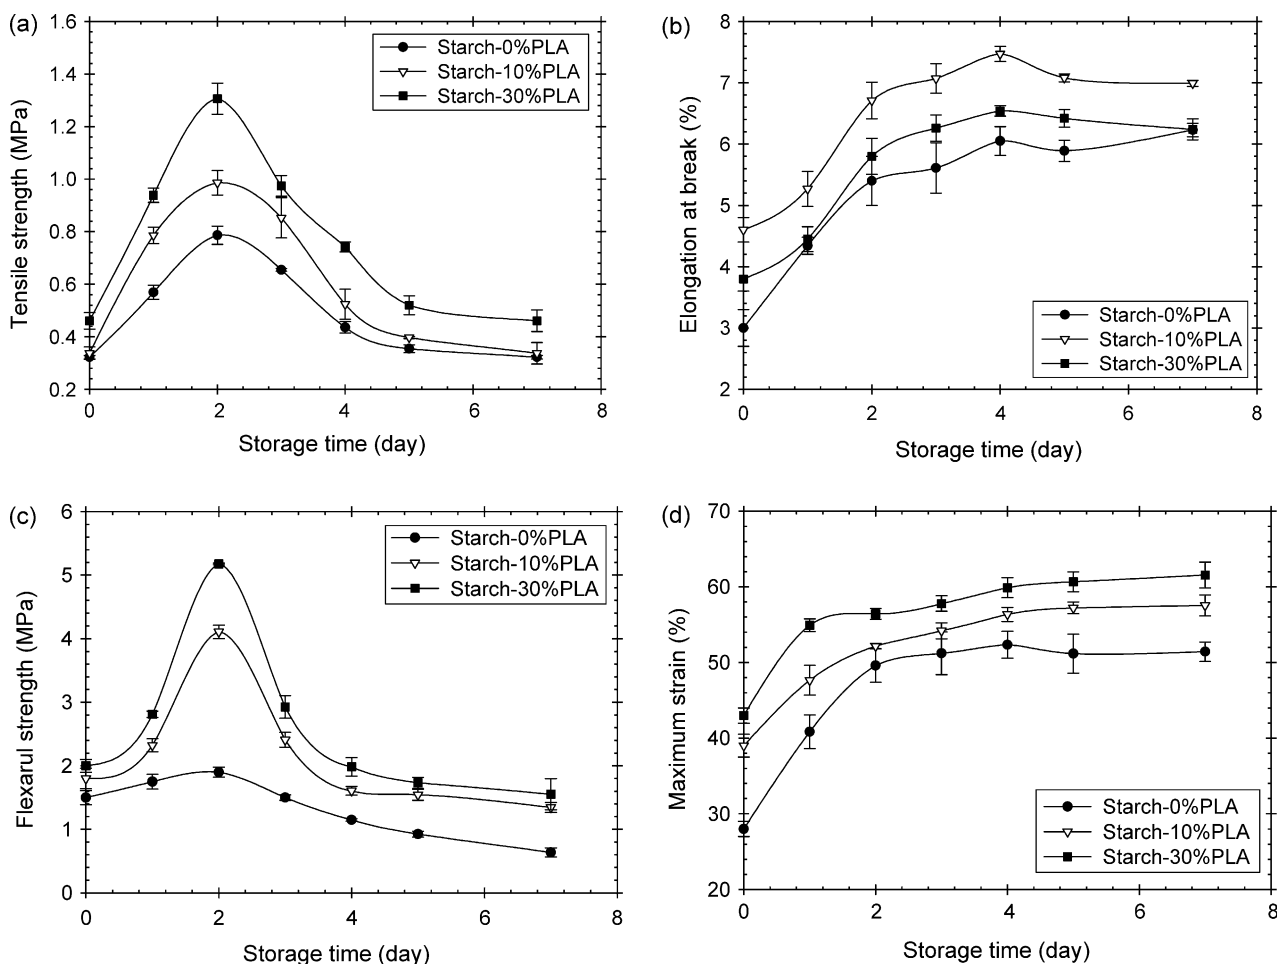 (a)
1.6
1.4
1.2
1.0
0.8
0.6
0.4
0.2
Tensile strength (MPa)
Starch-0%PLA
Starch-10%PLA
Starch-30%PLA
0 2 4 6 8
Storage time (day)
(b)
8
7
6
5
4
3
2
Elongation at break (%)
Starch-0%PLA
Starch-10%PLA
Starch-30%PLA
0 2 4 6 8
Storage time (day)
(c)
6
5
4
3
2
1
0
Flexarul strength (MPa)
Starch-0%PLA
Starch-10%PLA
Starch-30%PLA
0 2 4 6 8
Storage time (day)
(d)
70
60
50
40
30
20
Maximum strain (%)
Starch-0%PLA
Starch-10%PLA
Starch-30%PLA
0 2 4 6 8
Storage time (day)